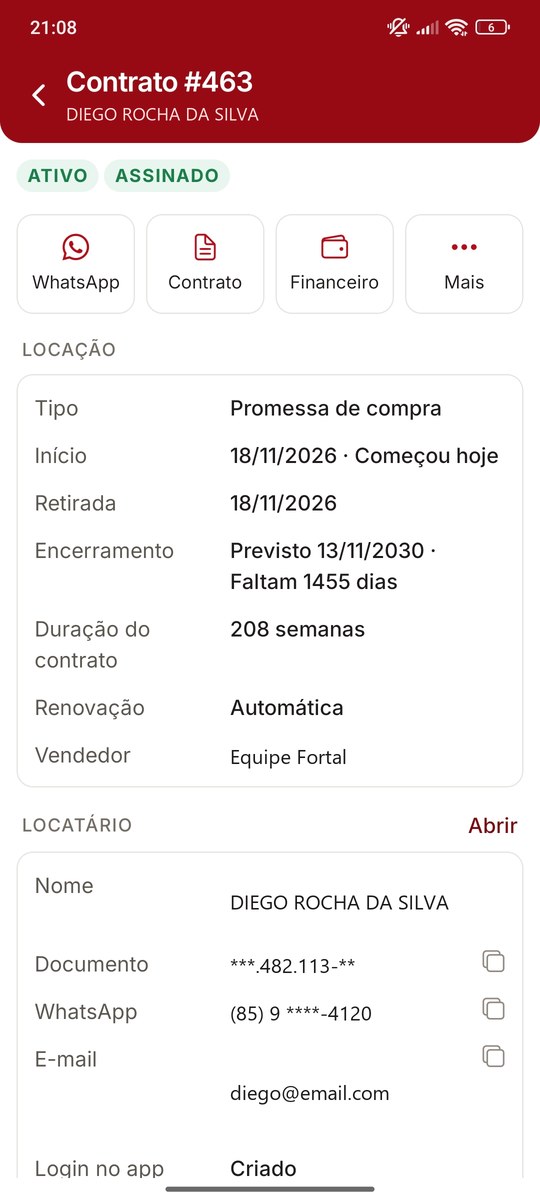 21:08
6
Contrato #463
DIEGO ROCHA DA SILVA
ATIVO ASSINADO
WhatsApp Contrato Financeiro Mais
LOCAÇÃO
Tipo Promessa de compra
Início 18/11/2026 · Começou hoje
Retirada 18/11/2026
Encerramento Previsto 13/11/2030 ·
Faltam 1455 dias
Duração do 208 semanas
contrato
Renovação Automática
Vendedor Equipe Fortal
LOCATÁRIO Abrir
Nome DIEGO ROCHA DA SILVA
Documento ***.482.113-**
WhatsApp (85) 9 ****-4120
E-mail
diego@email.com
Login no app Criado